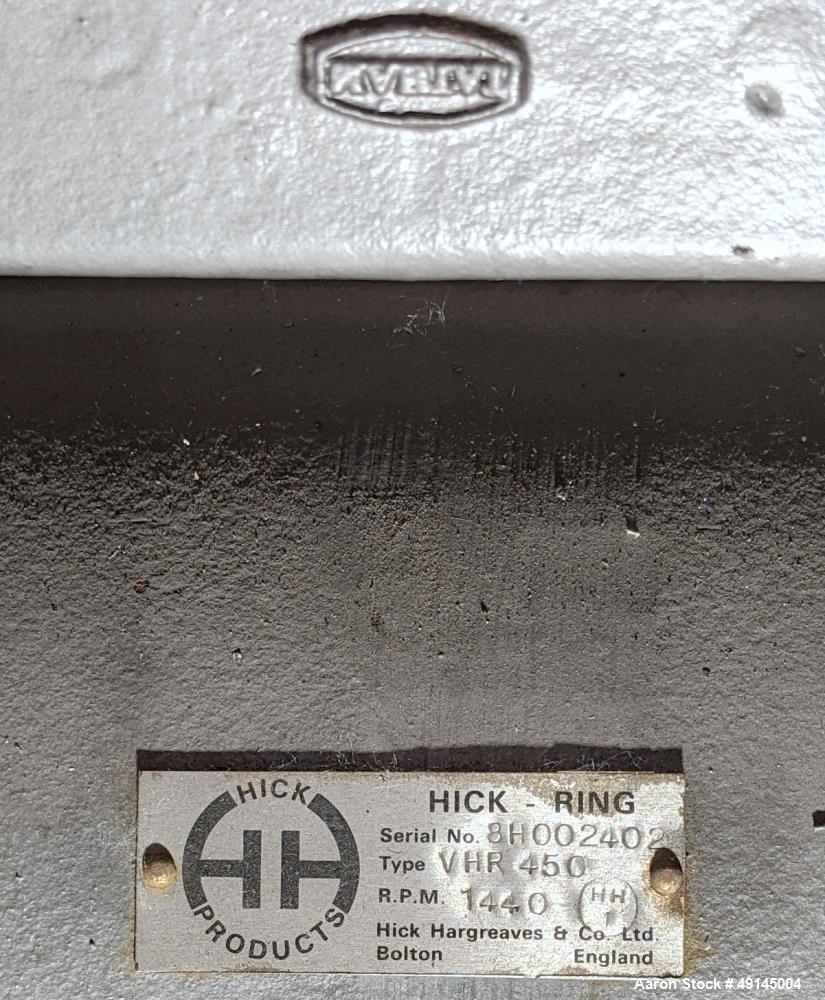 HICK
HH
PRODUCTS
HICK - RING
Serial No. 8H002402
Type VHR 450
R.P.M. 1440
HH
Hick Hargreaves & Co Ltd
Bolton England
Aaron Stock # 49145004